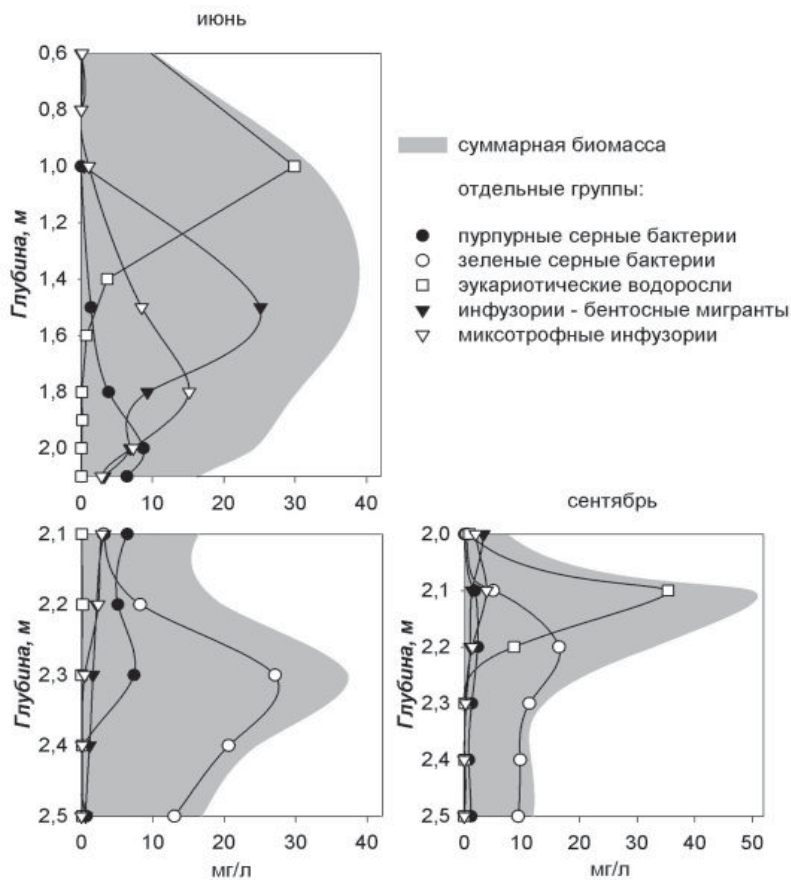 июнь
0,6
0,8
1,0
1,2
1,4
1,6
1,8
2,0
Глубина, м
0 10 20 30 40
суммарная биомасса
отдельные группы:
пурпурные серные бактерии
зеленые серные бактерии
эукариотические водоросли
инфузории - бентосные мигранты
миксотрофные инфузории
2,1
2,2
2,3
2,4
2,5
Глубина, м
0 10 20 30 40
мг/л
сентябрь
2,0
2,1
2,2
2,3
2,4
2,5
Глубина, м
0 10 20 30 40 50
мг/л